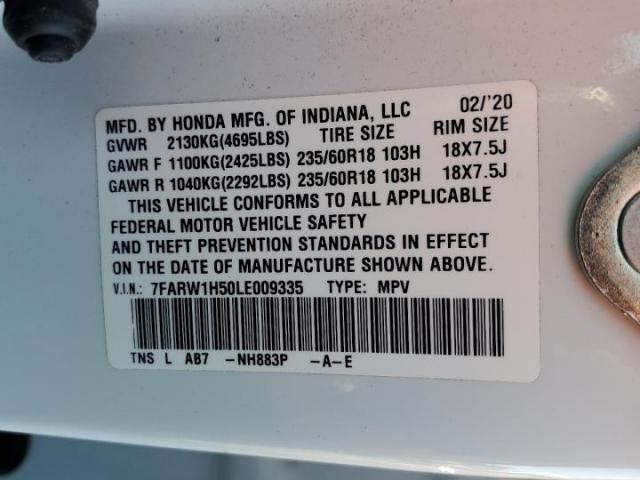 MFD. BY HONDA MFG. OF INDIANA, LLC 02/'20
GVWR 2130KG(4695LBS) TIRE SIZE RIM SIZE
GAWR F 1100KG(2425LBS) 235/60R18 103H 18X7.5J
GAWR R 1040KG(2292LBS) 235/60R18 103H 18X7.5J
THIS VEHICLE CONFORMS TO ALL APPLICABLE
FEDERAL MOTOR VEHICLE SAFETY
AND THEFT PREVENTION STANDARDS IN EFFECT
ON THE DATE OF MANUFACTURE SHOWN ABOVE.
V.I.N.: 7FARW1H50LE009335 TYPE: MPV
TNS L AB7 -NH883P -A-E